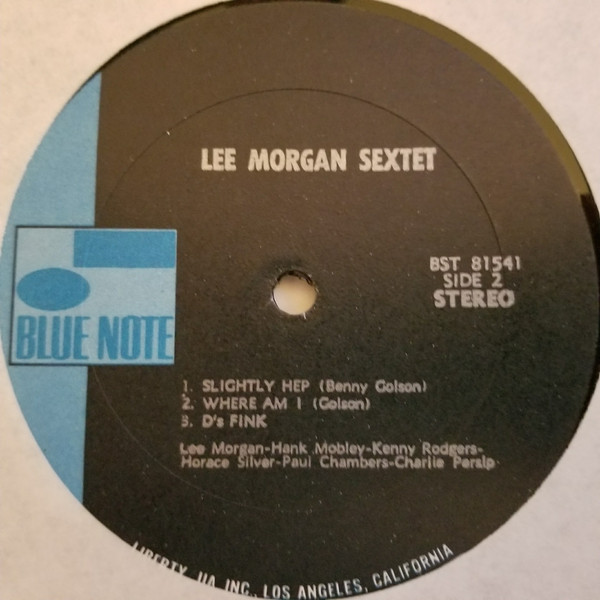 LEE MORGAN SEXTET
BST 81541
SIDE 2
STEREO
BLUE NOTE
1. SLIGHTLY HEP (Benny Golson)
2. WHERE AM I (Golson)
3. D's FINK
Lee Morgan-Hank Mobley-Kenny Rodgers-
Horace Silver-Paul Chambers-Charlie Persip
LIBERTY UA INC., LOS ANGELES, CALIFORNIA